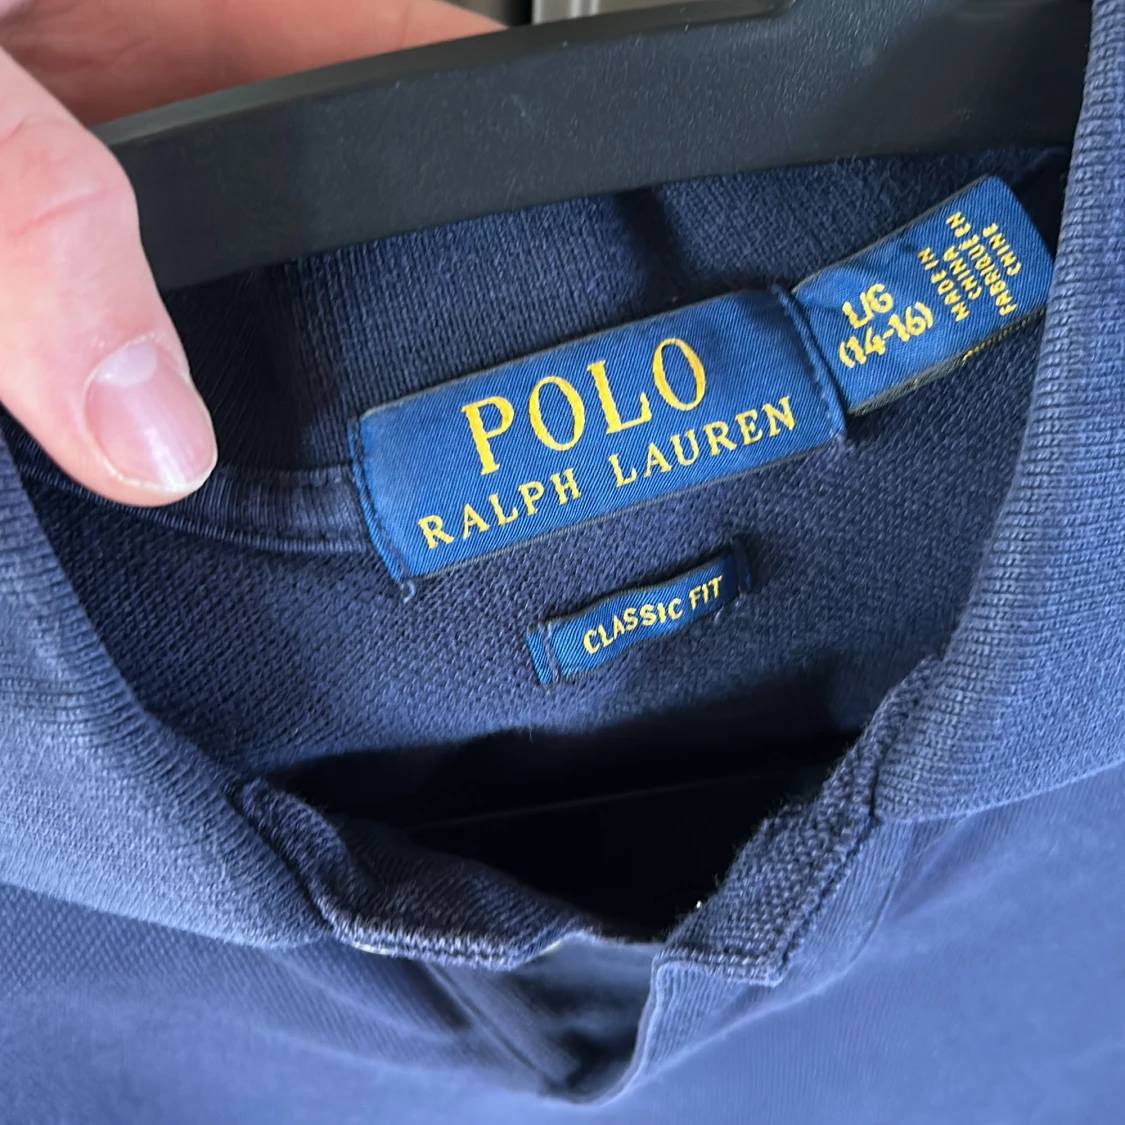 POLO
RALPH LAUREN
L/G
(14-16)
MADE IN
CHINA
FABRIQUÉ EN
CHINE
CLASSIC FIT